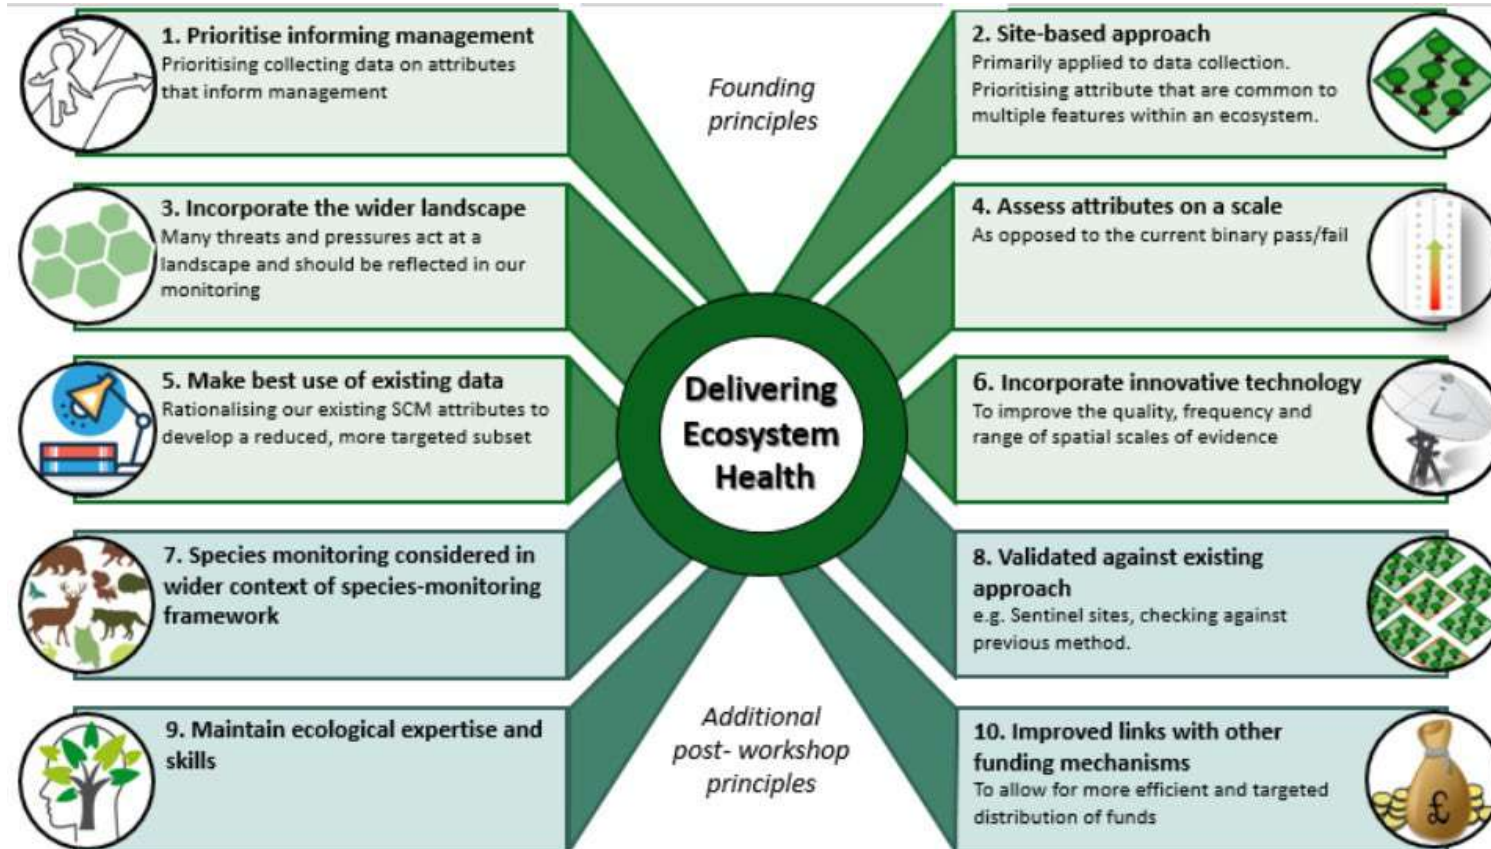 1. Prioritise informing management
Prioritising collecting data on attributes
that inform management
Founding
principles
2. Site-based approach
Primarily applied to data collection.
Prioritising attribute that are common to
multiple features within an ecosystem.
3. Incorporate the wider landscape
Many threats and pressures act at a
landscape and should be reflected in our
monitoring
4. Assess attributes on a scale
As opposed to the current binary pass/fail
5. Make best use of existing data
Rationalising our existing SCM attributes to
develop a reduced, more targeted subset
Delivering
Ecosystem
Health
6. Incorporate innovative technology
To improve the quality, frequency and
range of spatial scales of evidence
7. Species monitoring considered in
wider context of species-monitoring
framework
8. Validated against existing
approach
e.g. Sentinel sites, checking against
previous method.
9. Maintain ecological expertise and
skills
Additional
post- workshop
principles
10. Improved links with other
funding mechanisms
To allow for more efficient and targeted
distribution of funds
£